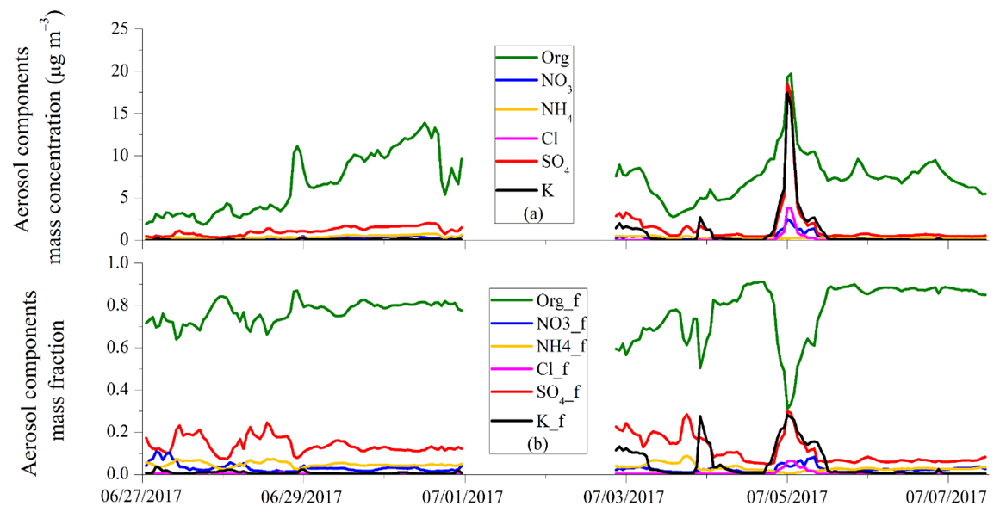 Aerosol components
mass concentration (μg m⁻³)
25
20
15
10
5
0
Org
NO₃
NH₄
Cl
SO₄
K
(a)
Aerosol components
mass fraction
1.0
0.8
0.6
0.4
0.2
0.0
Org_f
NO3_f
NH4_f
Cl_f
SO₄_f
K_f
(b)
06/27/2017 06/29/2017 07/01/2017 07/03/2017 07/05/2017 07/07/2017